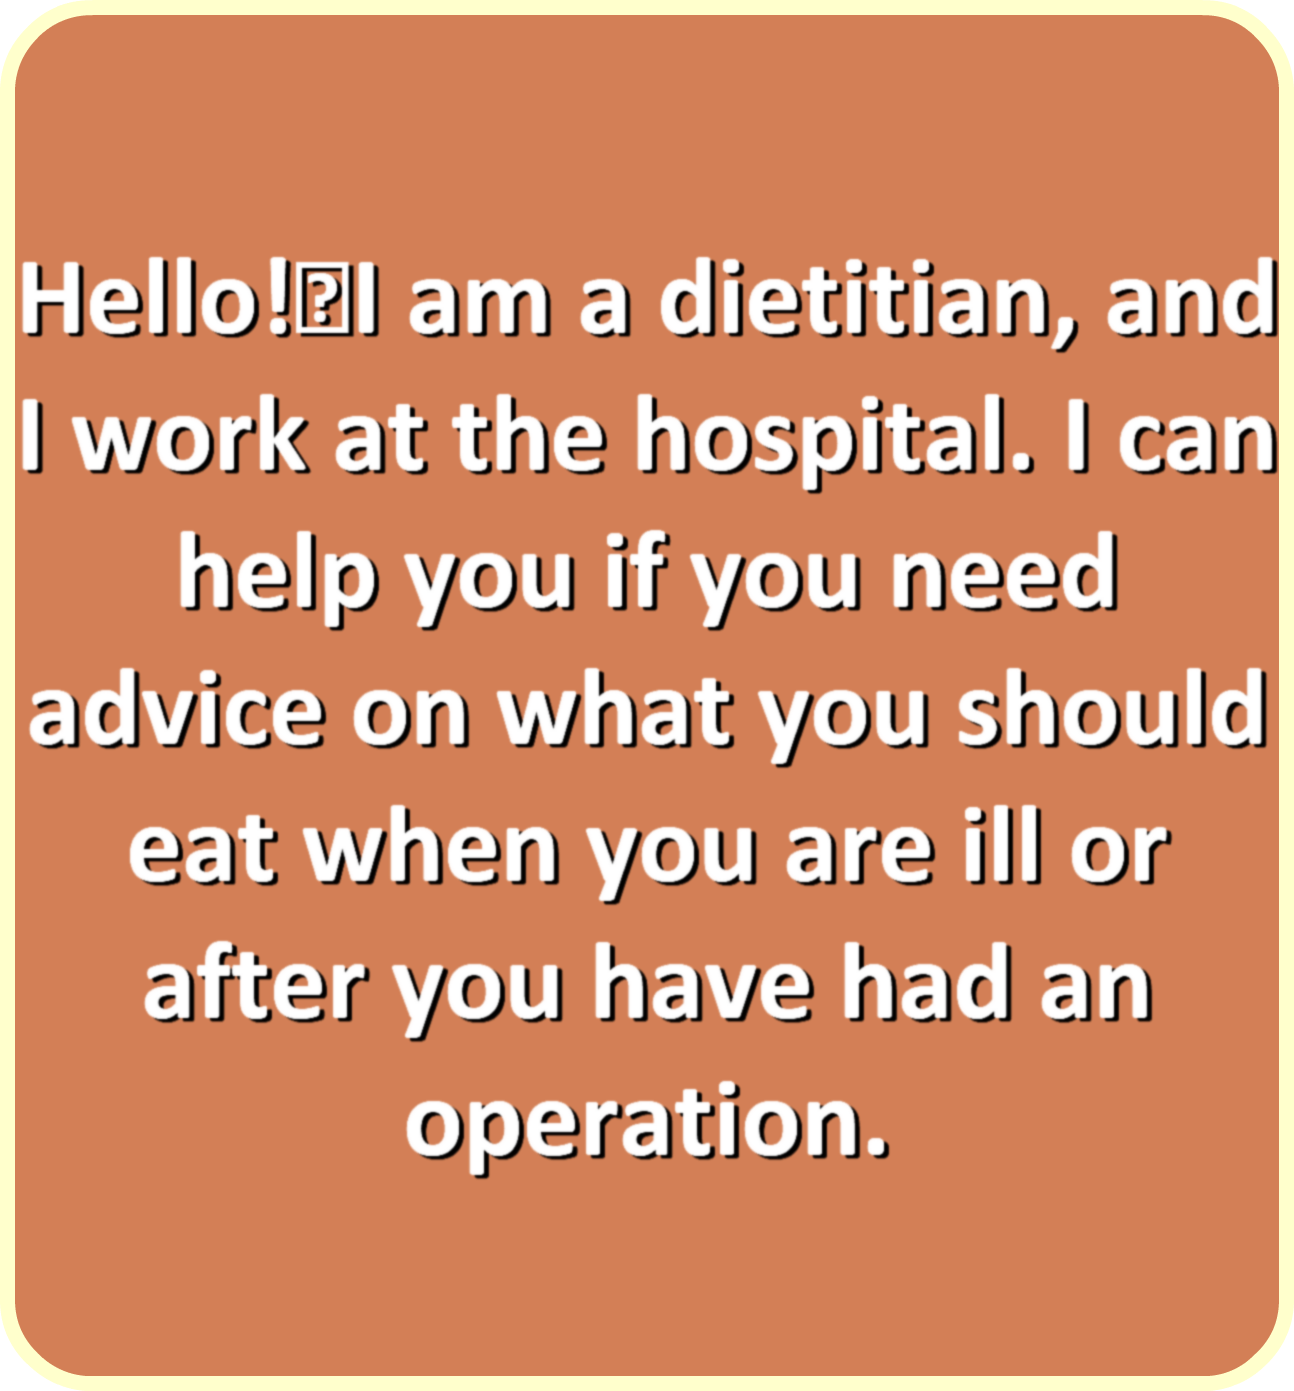 Hello!�I am a dietitian, and
I work at the hospital. I can
help you if you need
advice on what you should
eat when you are ill or
after you have had an
operation.